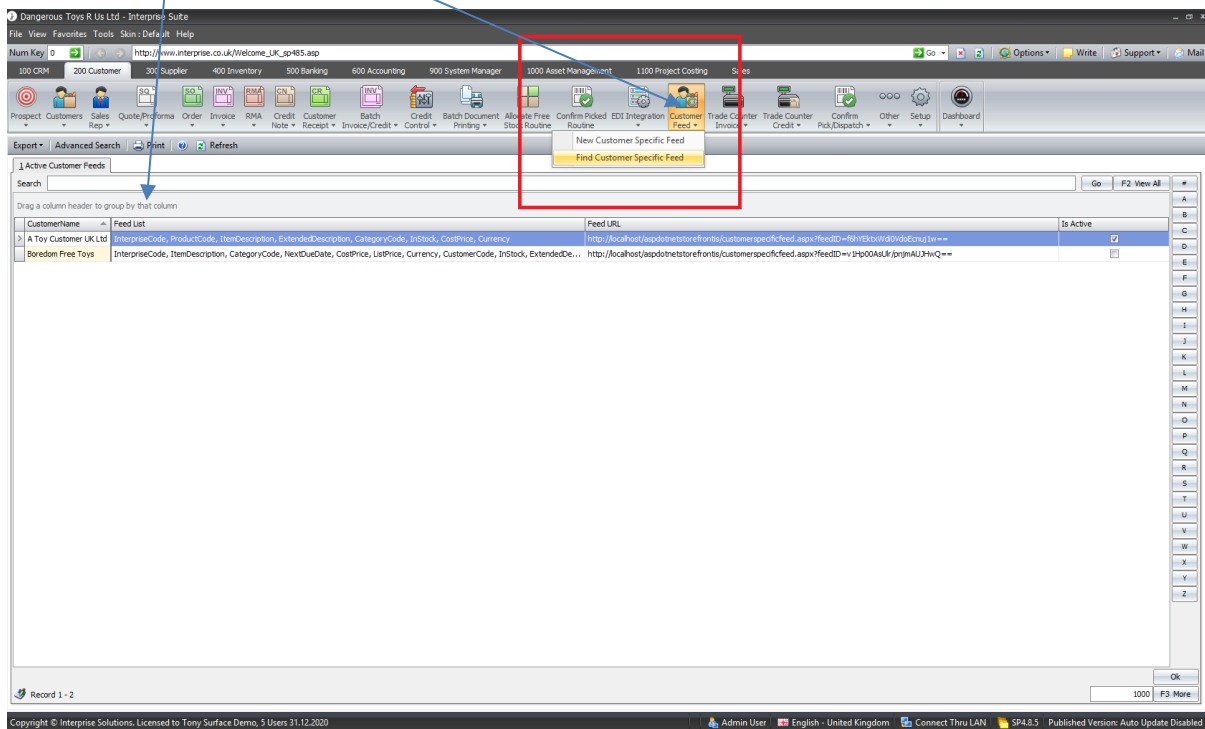 Dangerous Toys R Us Ltd - Interprise Suite
File View Favorites Tools Skin : Default Help
Num Key 0 http://www.interprise.co.uk/Welcome_UK_sp485.asp Go Options Write Support Mail
100 CRM 200 Customer 300 Supplier 400 Inventory 500 Banking 600 Accounting 900 System Manager 1000 Asset Management 1100 Project Costing Sales
Prospect Customers Sales Rep Quote/Proforma Order Invoice RMA Credit Note Customer Receipt Batch Invoice/Credit Credit Control Batch Document Printing Allocate Free Stock Routine Confirm Picked Routine EDI Integration Customer Feed Trade Counter Invoice Trade Counter Credit Confirm Pick/Dispatch Other Setup Dashboard
New Customer Specific Feed
Find Customer Specific Feed
Export Advanced Search Print Refresh
1 Active Customer Feeds
Search Go F2 View All #
Drag a column header to group by that column
CustomerName Feed List Feed URL Is Active
A Toy Customer UK Ltd InterpriseCode, ProductCode, ItemDescription, ExtendedDescription, CategoryCode, InStock, CostPrice, Currency
Boredom Free Toys InterpriseCode, ItemDescription, CategoryCode, NextDueDate, CostPrice, ListPrice, Currency, CustomerCode, InStock, ExtendedDe...
A
B
C
D
E
F
G
H
I
J
K
L
M
N
O
P
Q
R
S
T
U
V
W
X
Y
Z
Ok
Record 1 - 2 1000 F3 More
Copyright © Interprise Solutions. Licensed to Tony Surface Demo, 5 Users 31.12.2020 Admin User English - United Kingdom Connect Thru LAN SP4.8.5 Published Version: Auto Update Disabled